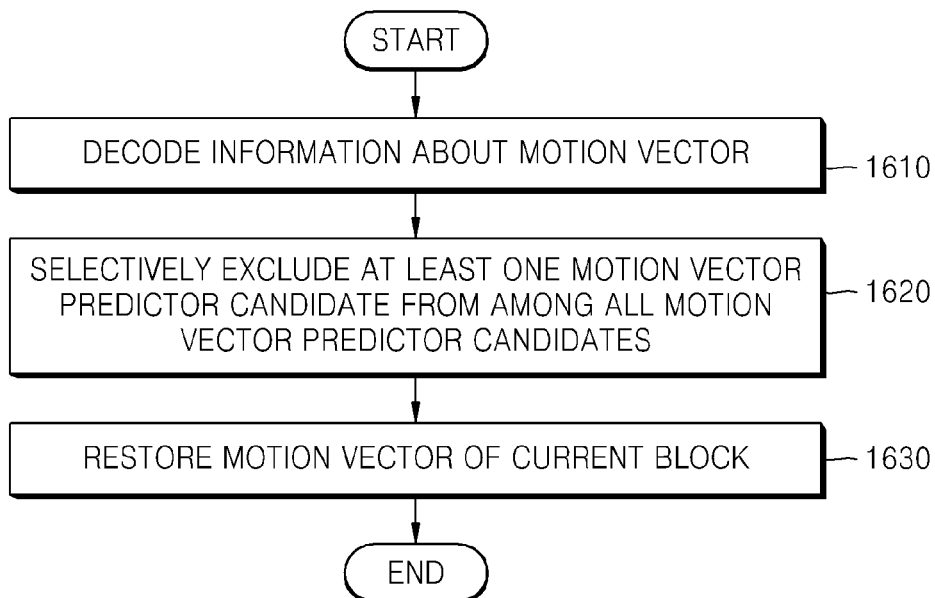 START
DECODE INFORMATION ABOUT MOTION VECTOR
1610
SELECTIVELY EXCLUDE AT LEAST ONE MOTION VECTOR
PREDICTOR CANDIDATE FROM AMONG ALL MOTION
VECTOR PREDICTOR CANDIDATES
1620
RESTORE MOTION VECTOR OF CURRENT BLOCK
1630
END